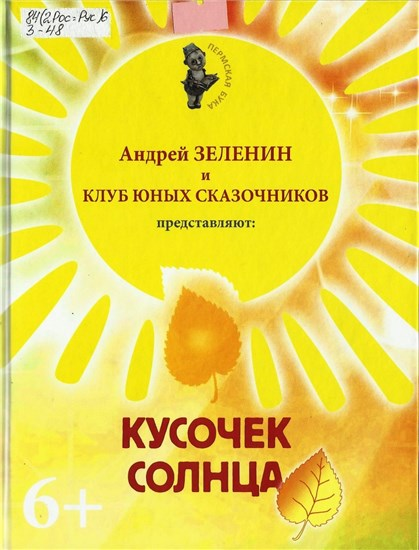 84(2Рос=Рус)6
З-48
ПЕРМСКАЯ БУКА
Андрей ЗЕЛЕНИН
и
КЛУБ ЮНЫХ СКАЗОЧНИКОВ
представляют:
КУСОЧЕК
СОЛНЦА
6+